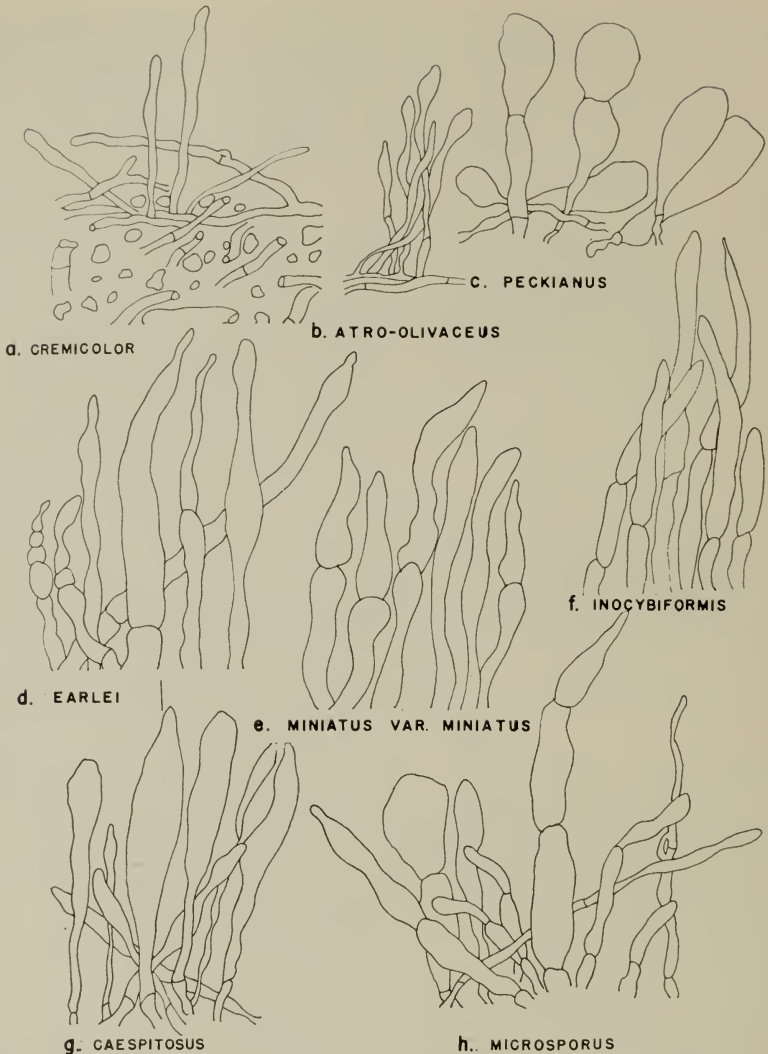 a. CREMICOLOR
b. ATRO-OLIVACEUS
c. PECKIANUS
d. EARLEI
e. MINIATUS VAR. MINIATUS
f. INOCYBIFORMIS
g. CAESPITOSUS
h. MICROSPORUS